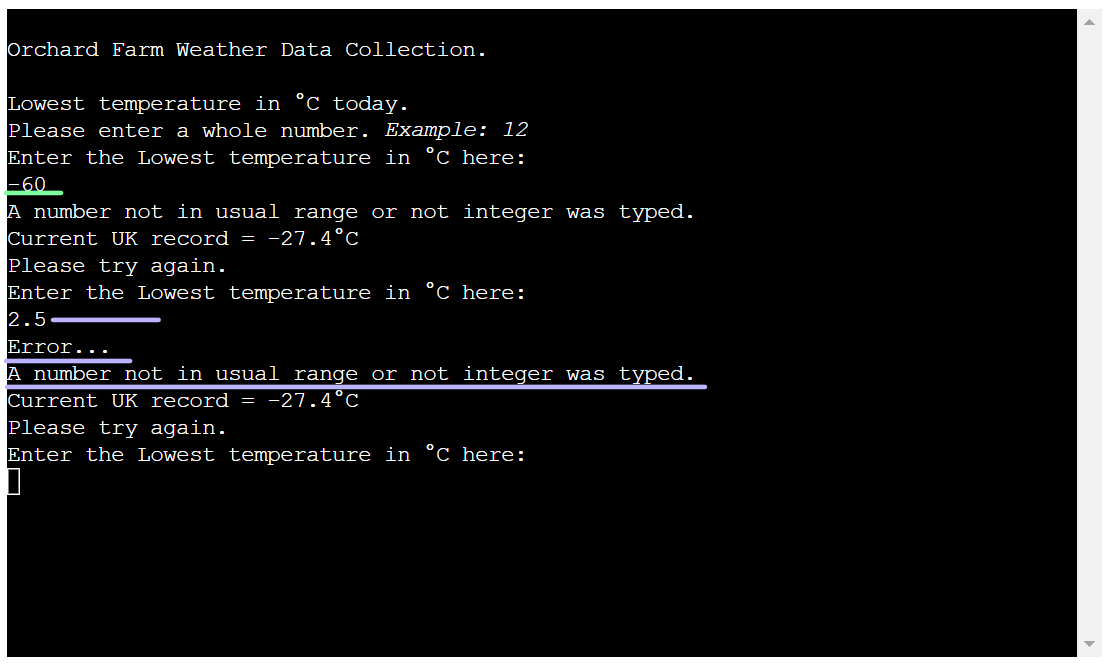 Orchard Farm Weather Data Collection.
Lowest temperature in °C today.
Please enter a whole number. Example: 12
Enter the Lowest temperature in °C here:
-60
A number not in usual range or not integer was typed.
Current UK record = -27.4°C
Please try again.
Enter the Lowest temperature in °C here:
2.5
Error...
A number not in usual range or not integer was typed.
Current UK record = -27.4°C
Please try again.
Enter the Lowest temperature in °C here: